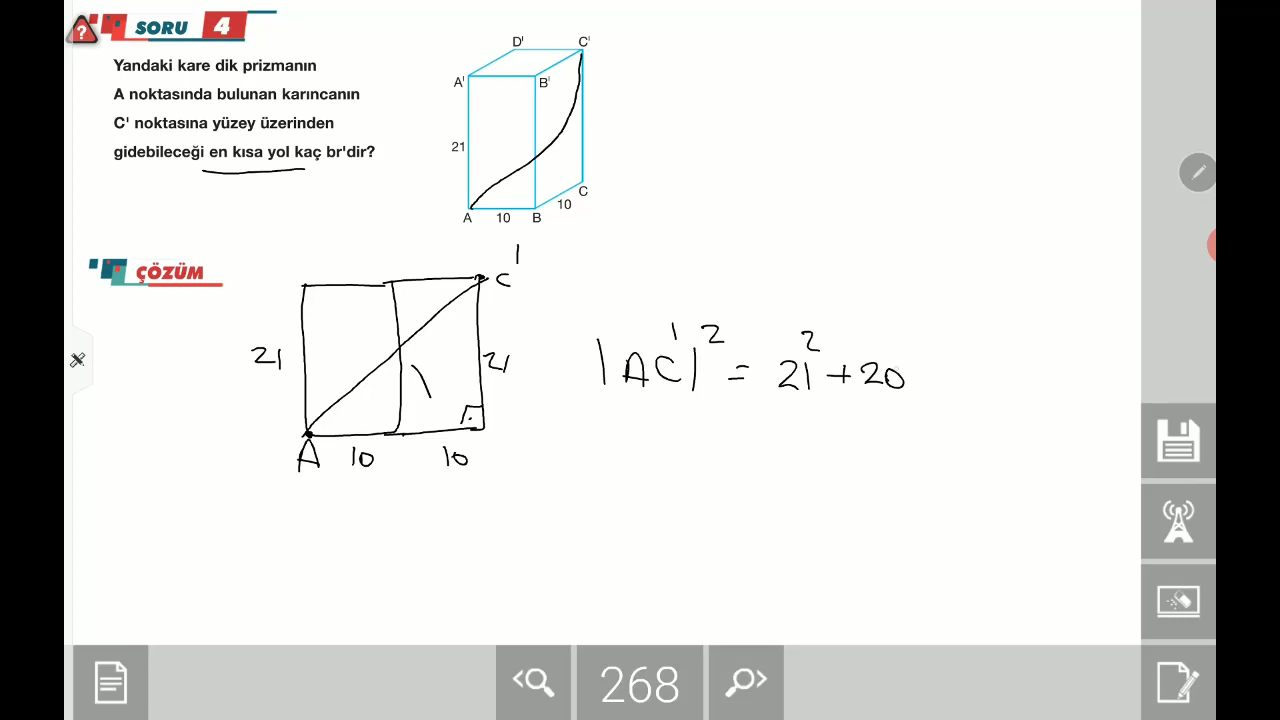 SORU 4
Yandaki kare dik prizmanın
A noktasında bulunan karıncanın
C' noktasına yüzey üzerinden
gidebileceği en kısa yol kaç br'dir?
D' C'
A' B'
21
C
10
A 10 B
ÇÖZÜM
C'
21 21
|AC'|² = 21² + 20
A 10 10
268